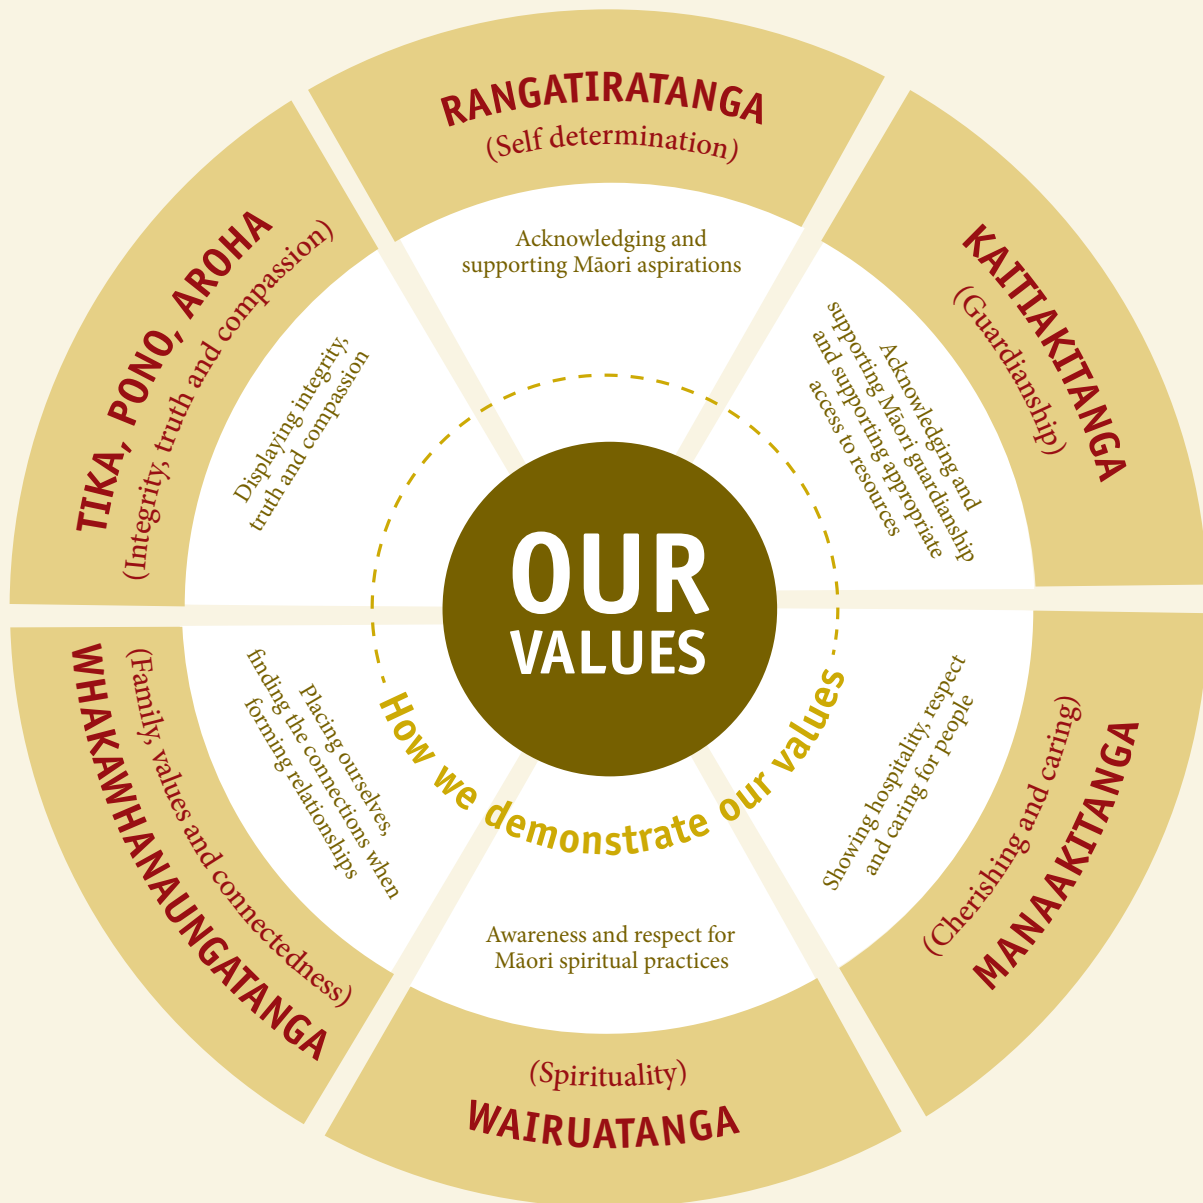 OUR
VALUES
How we demonstrate our values
RANGATIRATANGA
(Self determination)
Acknowledging and
supporting Māori aspirations
KAITIAKITANGA
(Guardianship)
Acknowledging and
supporting Māori guardianship
and supporting appropriate
access to resources
MANAAKITANGA
(Cherishing and caring)
Showing hospitality, respect
and caring for people
Awareness and respect for
Māori spiritual practices
(Spirituality)
WAIRUATANGA
WHAKAWHANAUNGATANGA
(Family, values and connectedness)
Placing ourselves,
finding the connections when
forming relationships
TIKA, PONO, AROHA
(Integrity, truth and compassion)
Displaying integrity,
truth and compassion